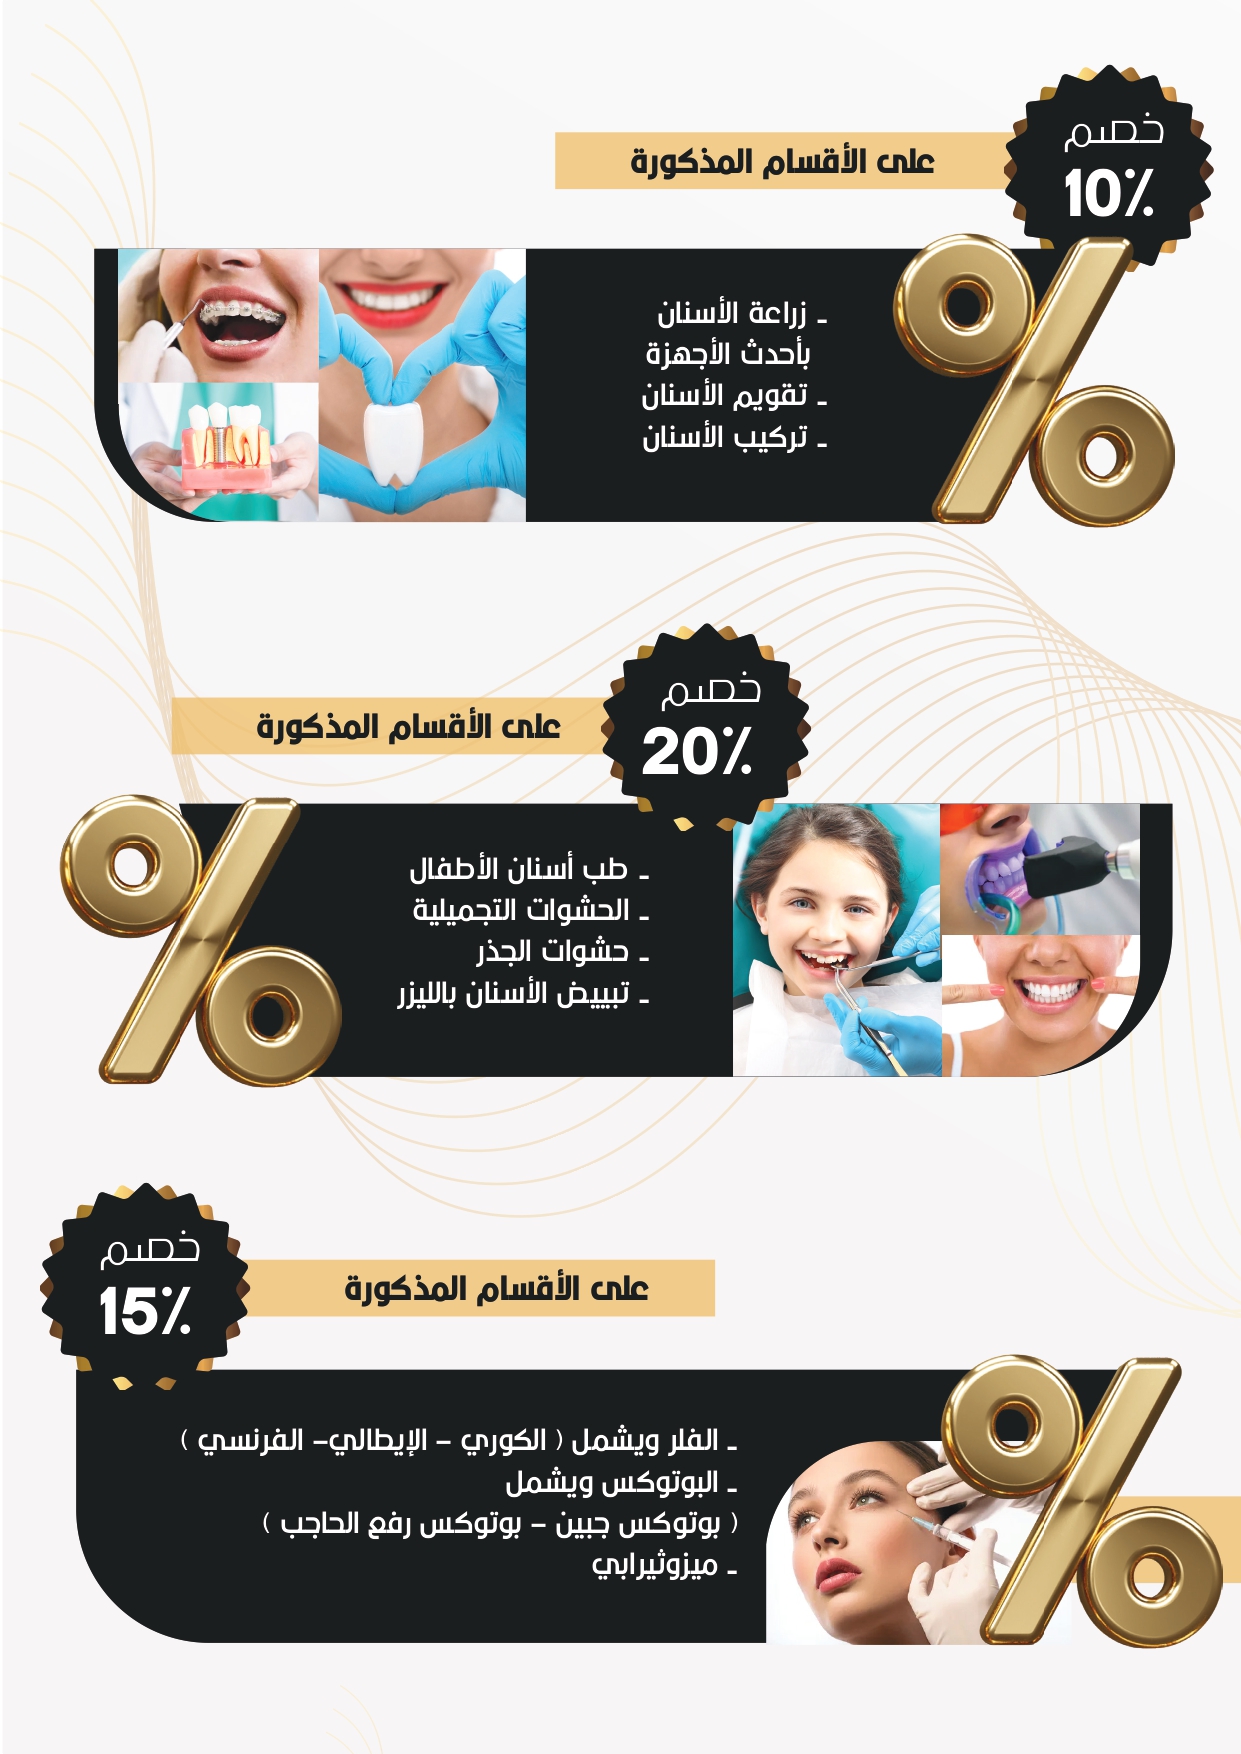 خصم
10٪
على الأقسام المذكورة
- زراعة الأسنان
بأحدث الأجهزة
- تقويم الأسنان
- تركيب الأسنان
خصم
20٪
على الأقسام المذكورة
- طب أسنان الأطفال
- الحشوات التجميلية
- حشوات الجذر
- تبييض الأسنان بالليزر
خصم
15٪
على الأقسام المذكورة
- الفلر ويشمل ( الكوري - الإيطالي- الفرنسي )
- البوتوكس ويشمل
( بوتوكس جبين - بوتوكس رفع الحاجب )
- ميزوثيرابي